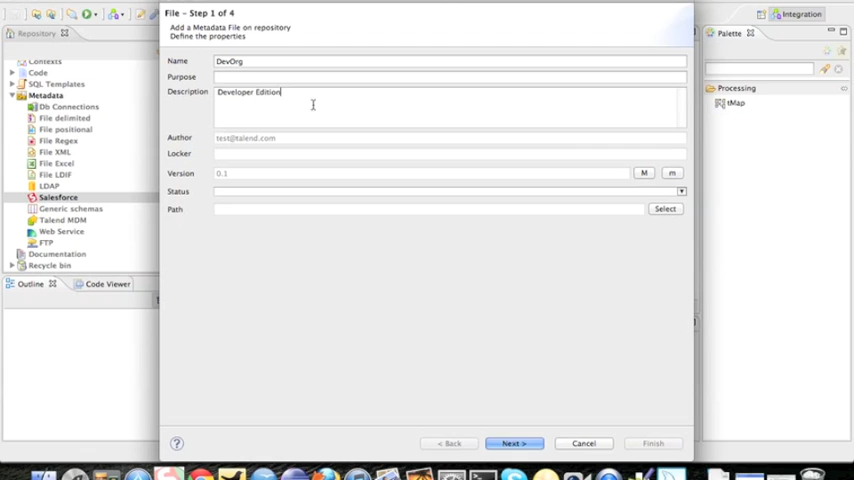 File - Step 1 of 4
Add a Metadata File on repository
Define the properties
Integration
Repository
Palette
Contexts
Code
SQL Templates
Metadata
Db Connections
File delimited
File positional
File Regex
File XML
File Excel
File LDIF
LDAP
Salesforce
Generic schemas
Talend MDM
Web Service
FTP
Documentation
Recycle bin
Outline
Code Viewer
Name
DevOrg
Purpose
Description
Developer Edition
Author
test@talend.com
Locker
Version
0.1
M
m
Status
Path
Select
Processing
tMap
?
< Back
Next >
Cancel
Finish